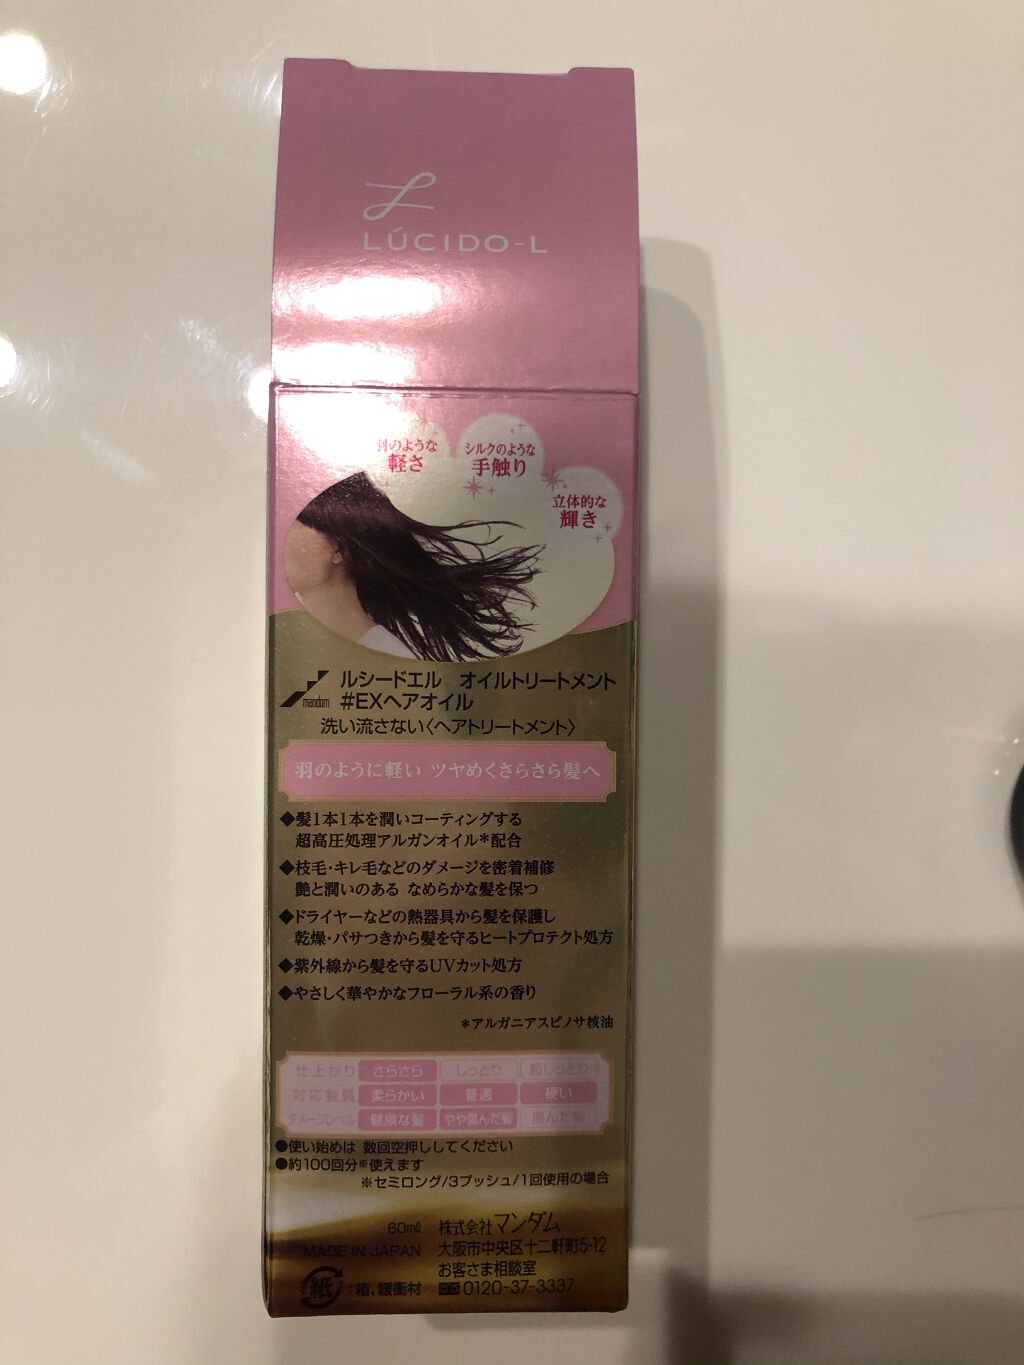 LÚCIDO-L
羽のような
軽さ
シルクのような
手触り
立体的な
輝き
mandom
ルシードエル オイルトリートメント
#EXヘアオイル
洗い流さない〈ヘアトリートメント〉
羽のように軽い ツヤめくさらさら髪へ
◆髪1本1本を潤いコーティングする
超高圧処理アルガンオイル*配合
◆枝毛・キレ毛などのダメージを密着補修
艶と潤いのある なめらかな髪を保つ
◆ドライヤーなどの熱器具から髪を保護し
乾燥・パサつきから髪を守るヒートプロテクト処方
◆紫外線から髪を守るUVカット処方
◆やさしく華やかなフローラル系の香り
*アルガニアスピノサ核油
仕上がり さらさら しっとり 超しっとり
対応髪質 柔らかい 普通 硬い
ダメージレベル 健康な髪 やや傷んだ髪 傷んだ髪
●使い始めは 数回空押ししてください
●約100回分※使えます
※セミロング/3プッシュ/1回使用の場合
60ml 株式会社マンダム
MADE IN JAPAN 大阪市中央区十二軒町5-12
お客さま相談室
紙:箱、緩衝材 0120-37-3337